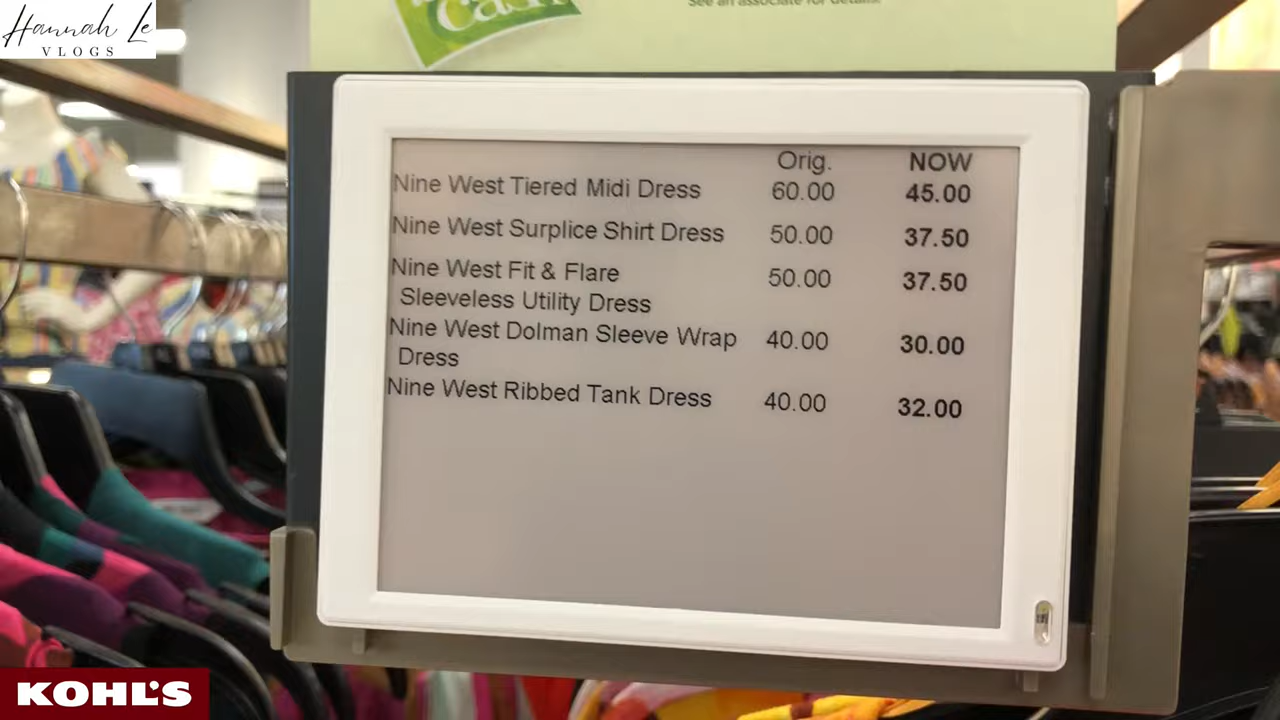 Hannah Le
VLOGS
Cash
See an associate for details.
Orig. NOW
Nine West Tiered Midi Dress 60.00 45.00
Nine West Surplice Shirt Dress 50.00 37.50
Nine West Fit & Flare
Sleeveless Utility Dress 50.00 37.50
Nine West Dolman Sleeve Wrap
Dress 40.00 30.00
Nine West Ribbed Tank Dress 40.00 32.00
KOHL'S